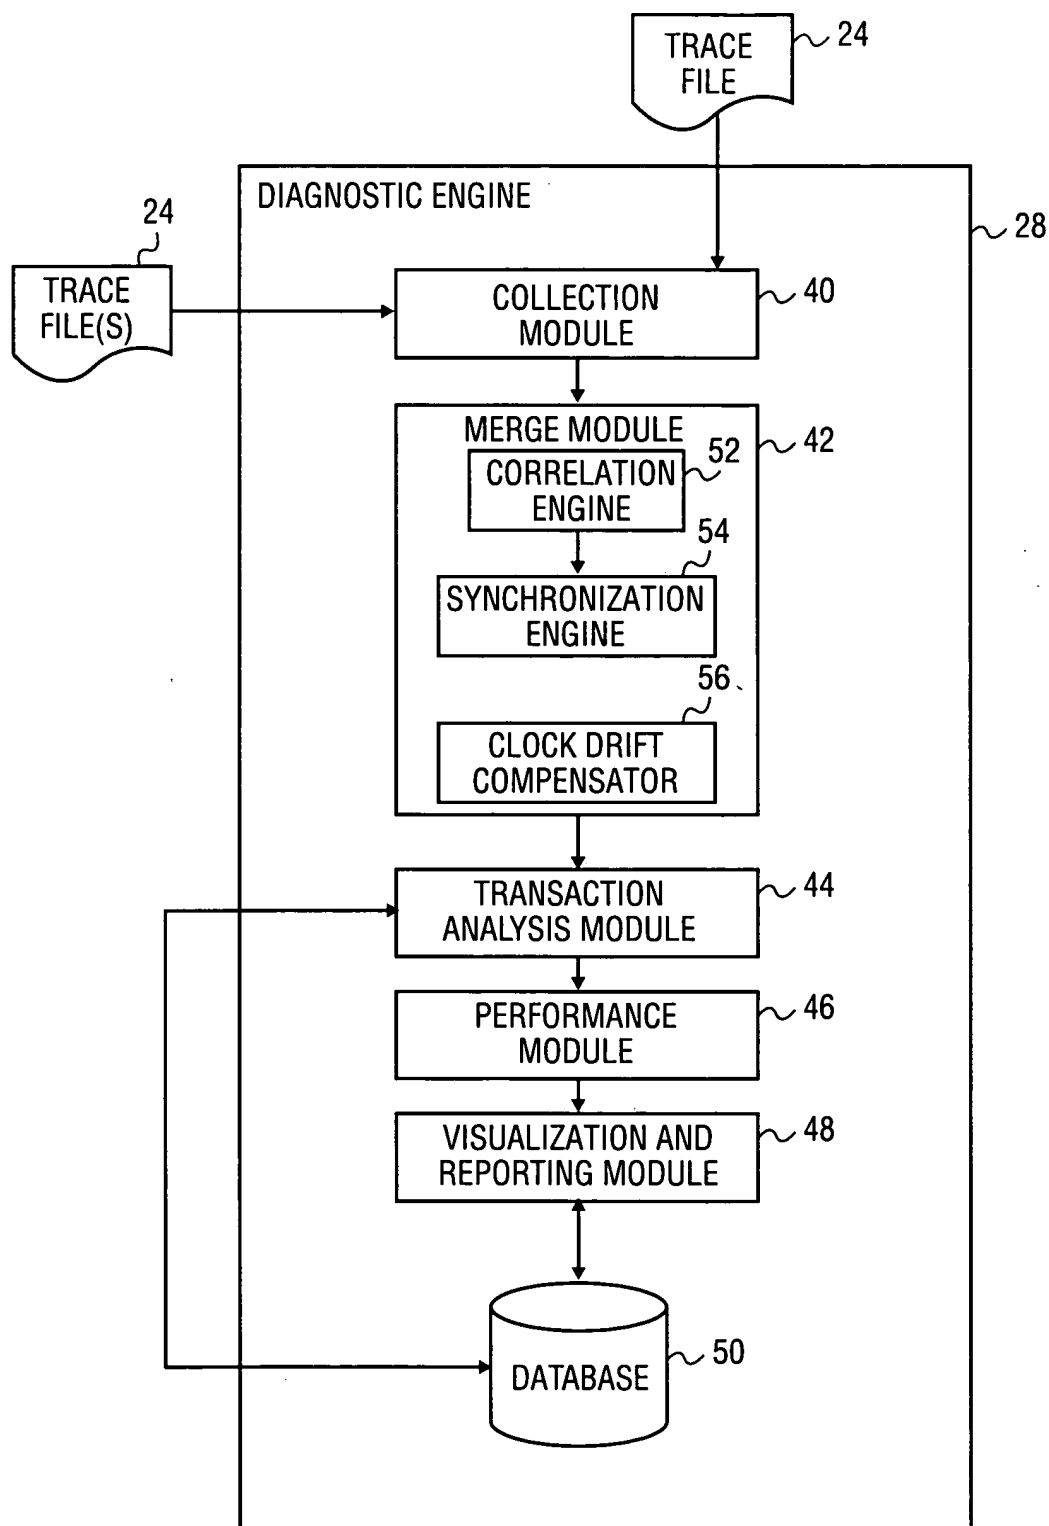 TRACE
FILE
24
DIAGNOSTIC ENGINE
28
24
TRACE
FILE(S)
COLLECTION
MODULE
40
MERGE MODULE
42
CORRELATION
ENGINE
52
SYNCHRONIZATION
ENGINE
54
CLOCK DRIFT
COMPENSATOR
56
TRANSACTION
ANALYSIS MODULE
44
PERFORMANCE
MODULE
46
VISUALIZATION AND
REPORTING MODULE
48
DATABASE
50